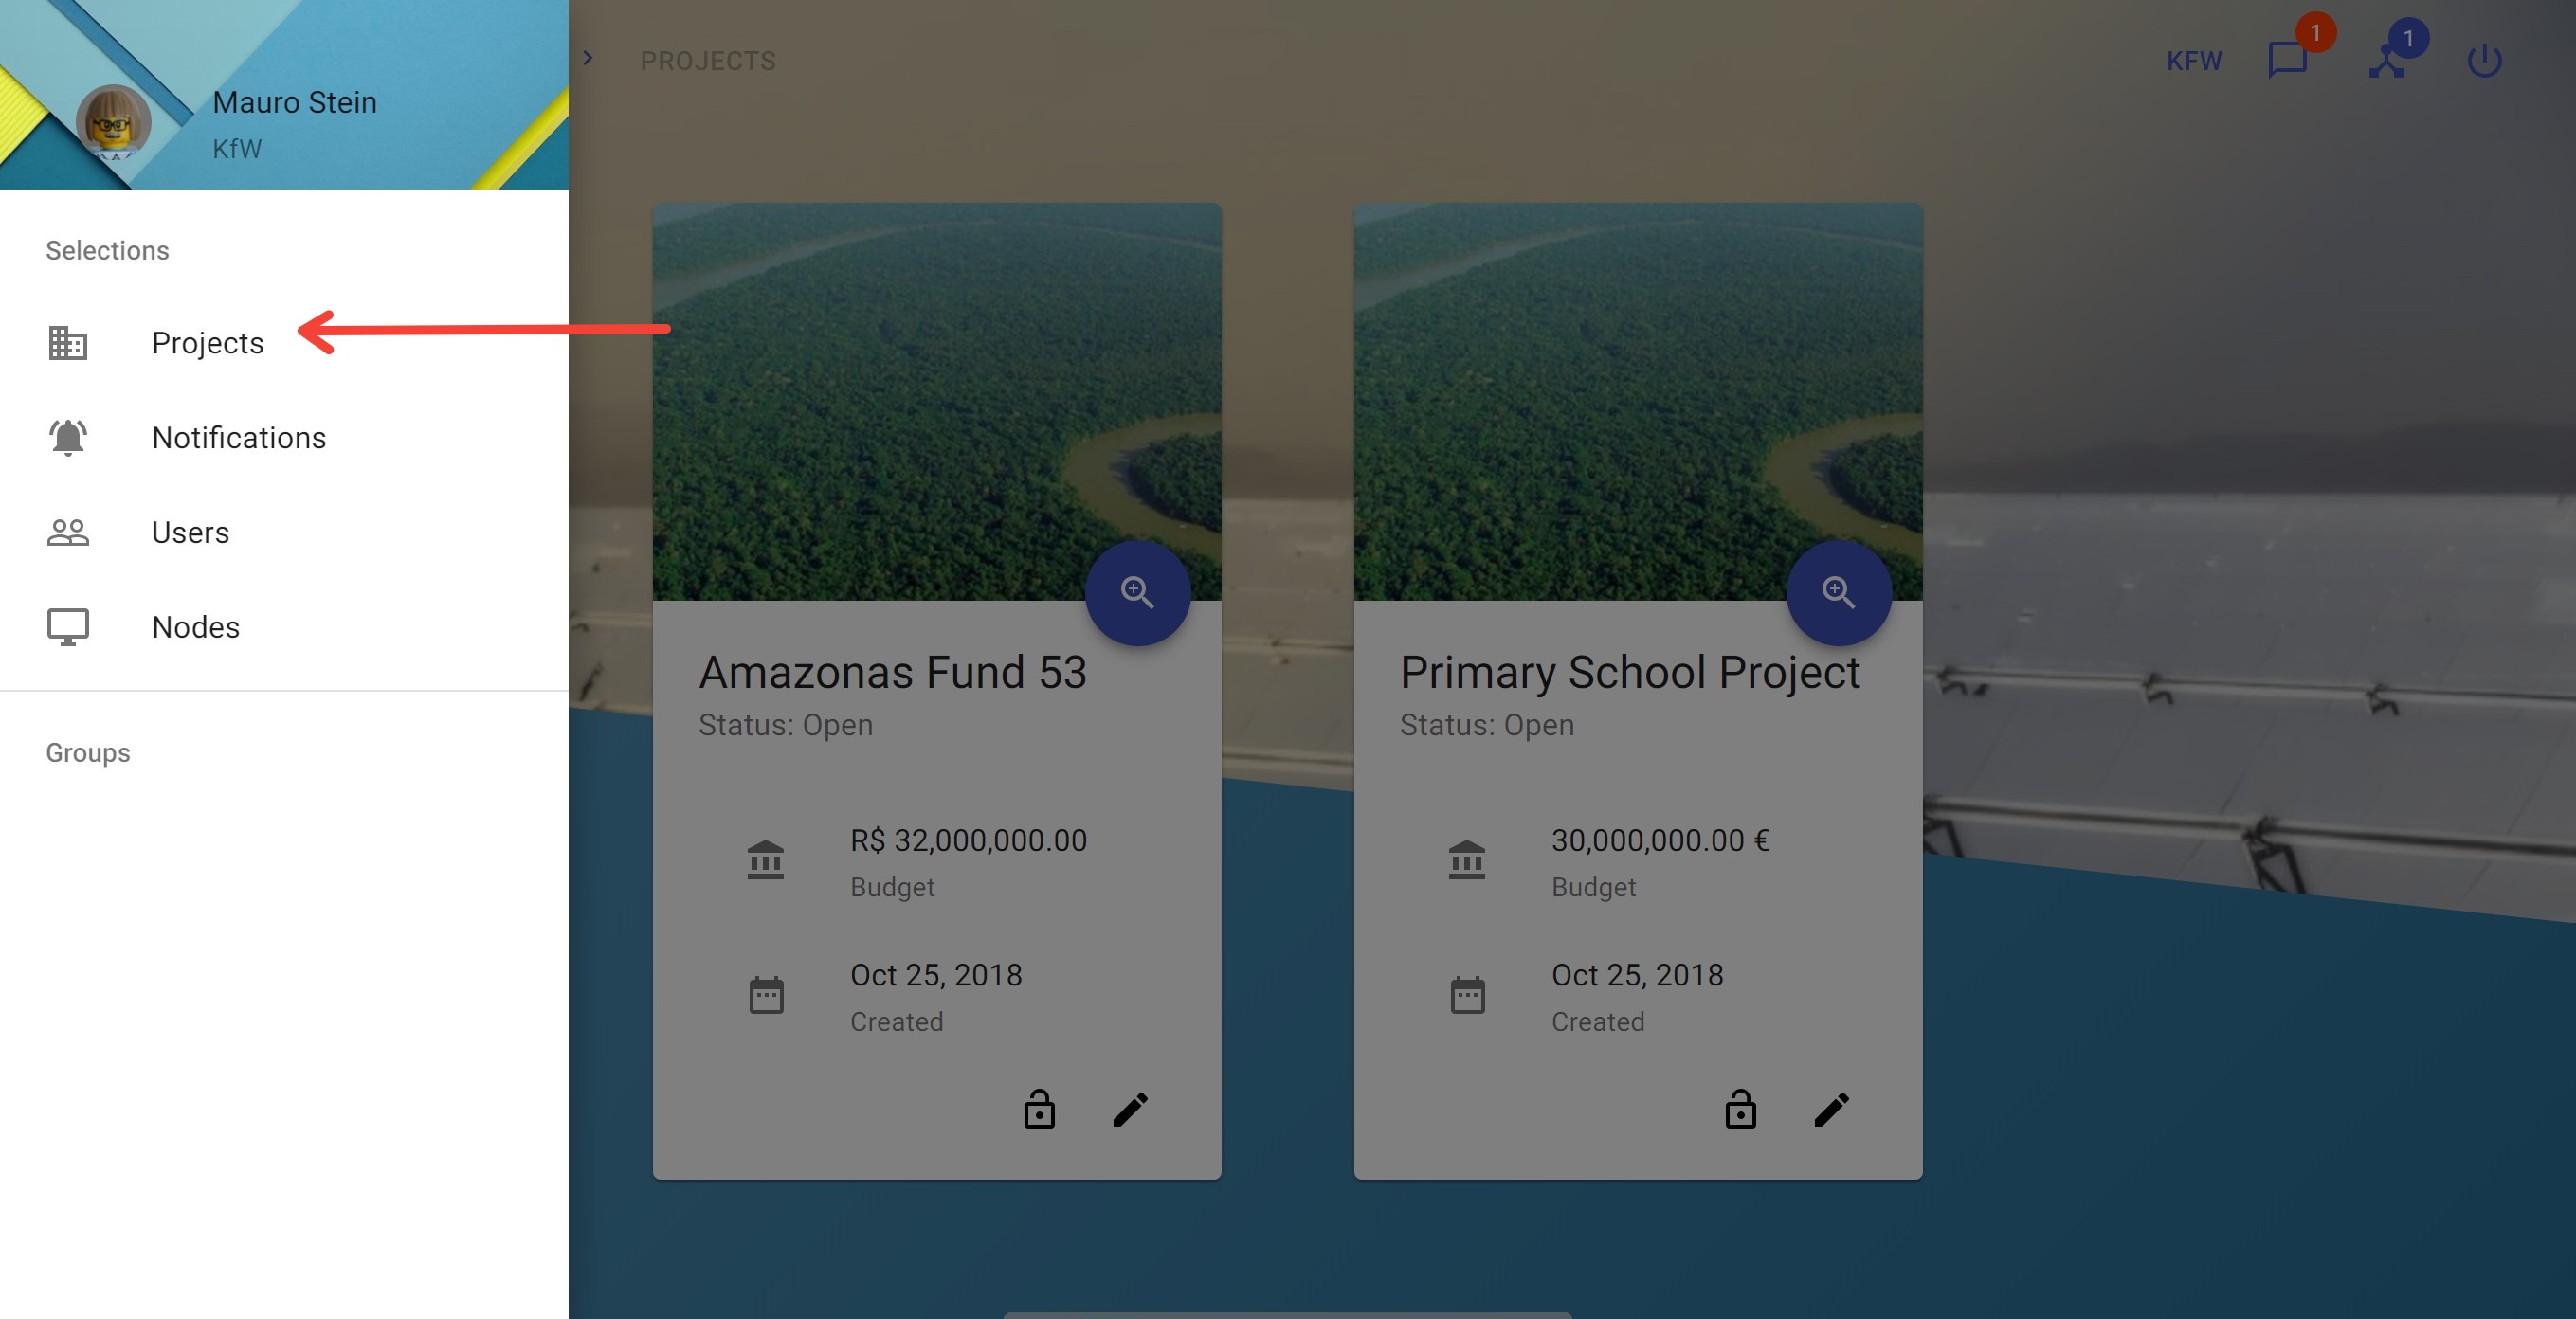 Mauro Stein
KfW
Selections
Projects
Notifications
Users
Nodes
Groups
PROJECTS
KFW
1
1
Amazonas Fund 53
Status: Open
R$ 32,000,000.00
Budget
Oct 25, 2018
Created
Primary School Project
Status: Open
30,000,000.00 €
Budget
Oct 25, 2018
Created